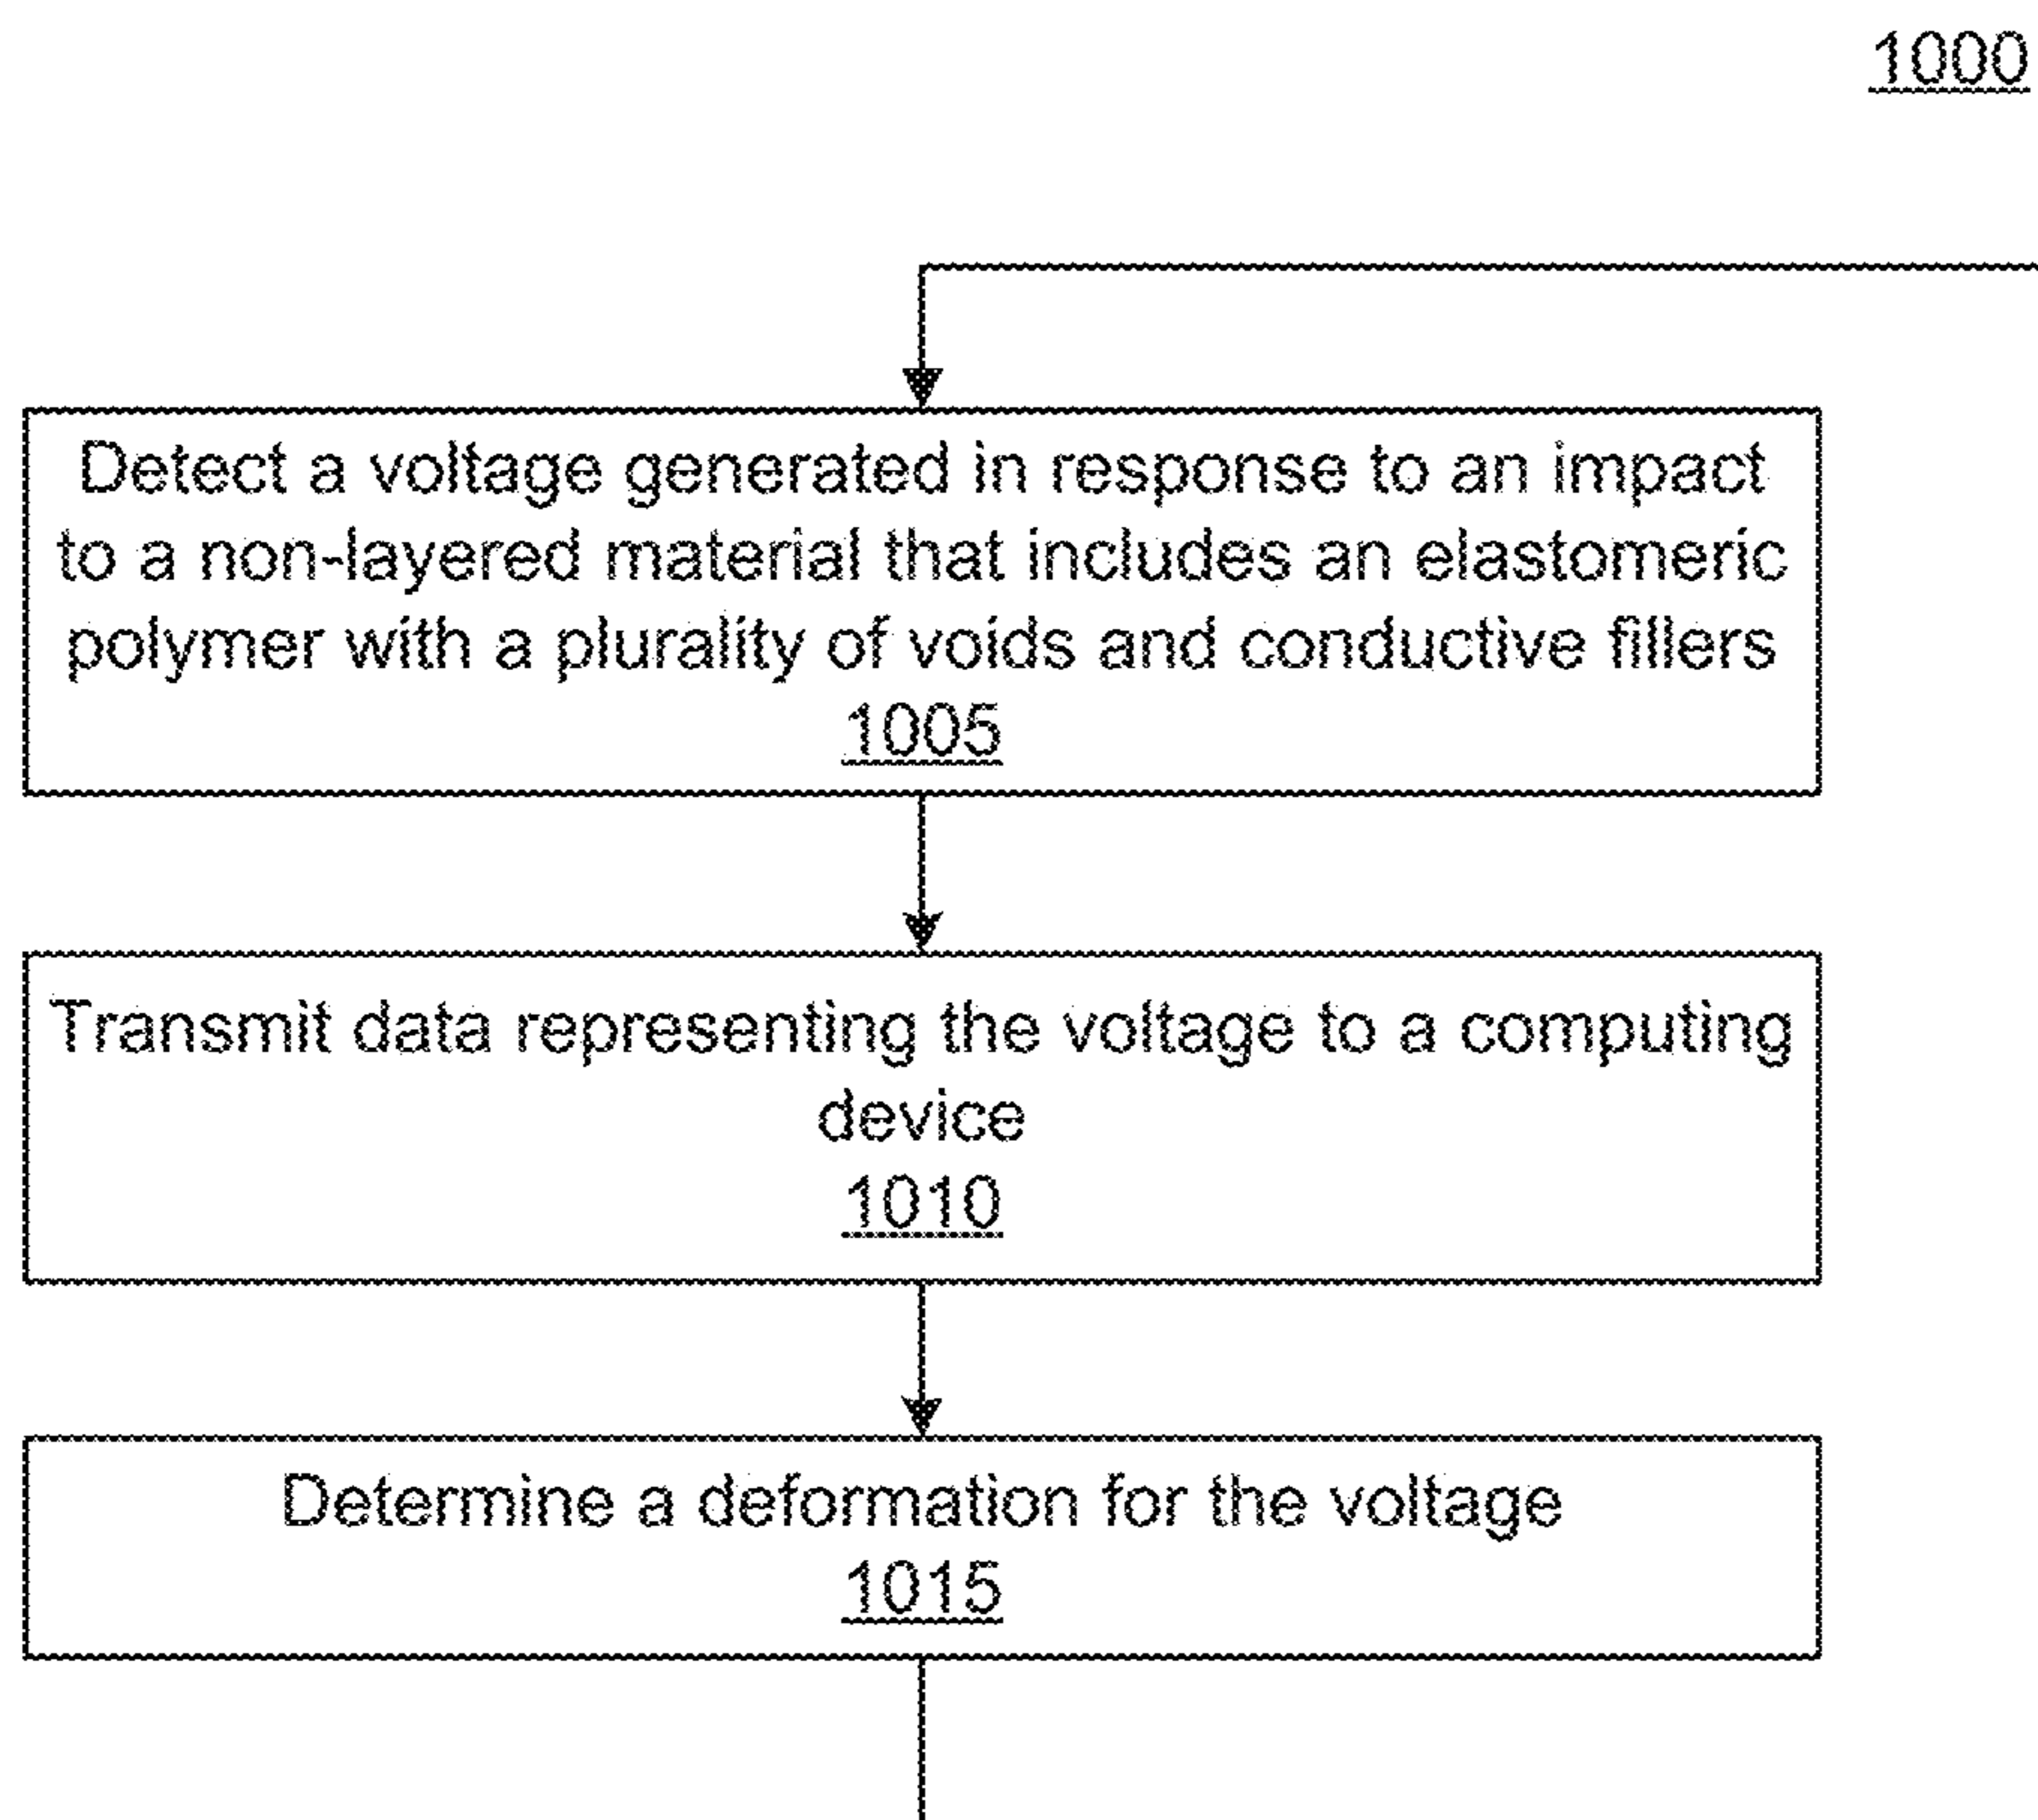 1000
Detect a voltage generated in response to an impact
to a non-layered material that includes an elastomeric
polymer with a plurality of voids and conductive fillers
1005
Transmit data representing the voltage to a computing
device
1010
Determine a deformation for the voltage
1015